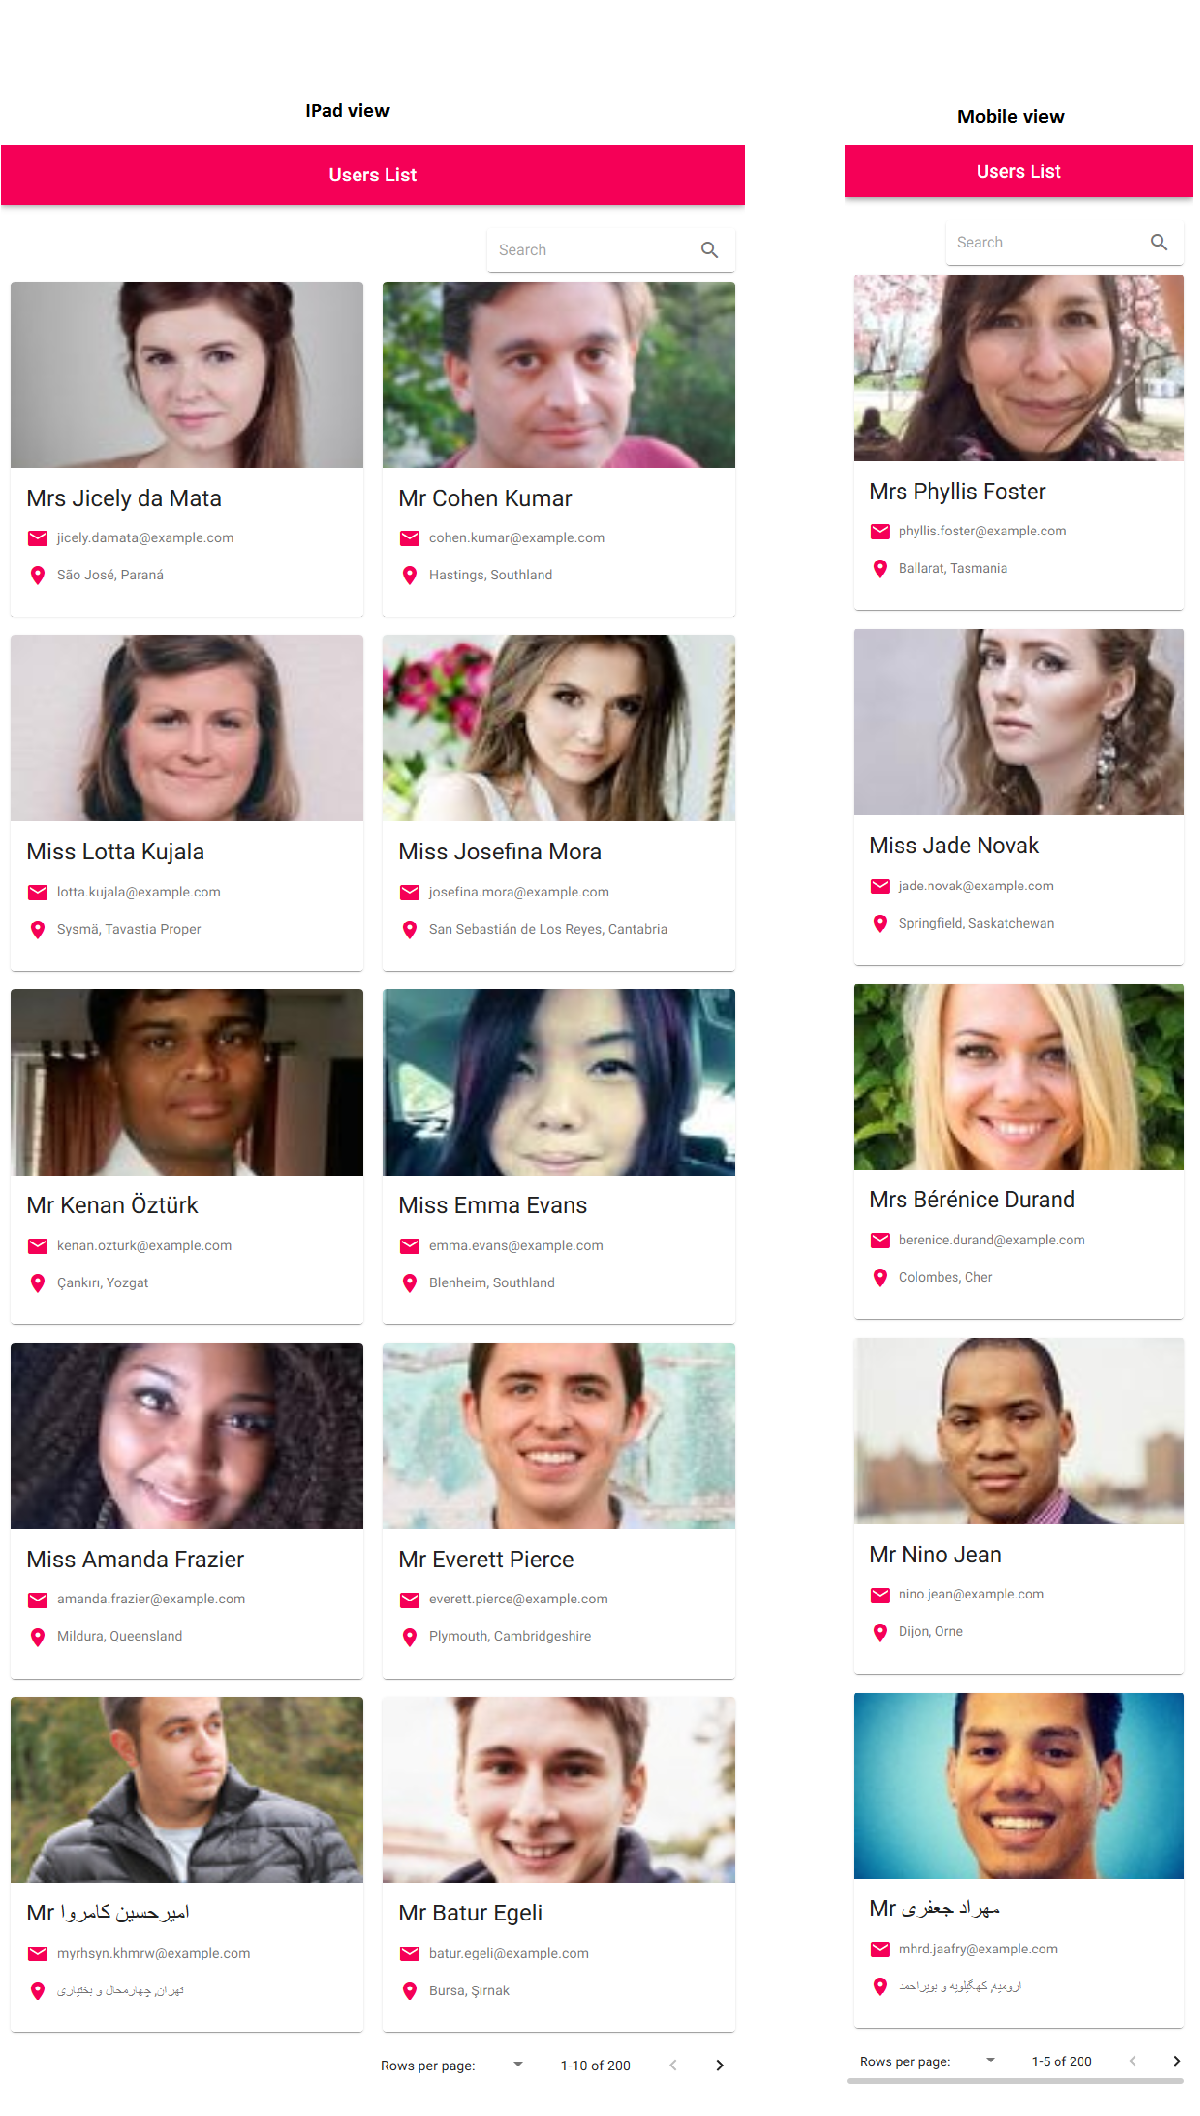 IPad view
Users List
Search
Mrs Jicely da Mata
jicely.damata@example.com
São José, Paraná
Mr Cohen Kumar
cohen.kumar@example.com
Hastings, Southland
Miss Lotta Kujala
lotta.kujala@example.com
Sysmä, Tavastia Proper
Miss Josefina Mora
josefina.mora@example.com
San Sebastián de Los Reyes, Cantabria
Mr Kenan Öztürk
kenan.ozturk@example.com
Çankırı, Yozgat
Miss Emma Evans
emma.evans@example.com
Blenheim, Southland
Miss Amanda Frazier
amanda.frazier@example.com
Mildura, Queensland
Mr Everett Pierce
everett.pierce@example.com
Plymouth, Cambridgeshire
Mr امیرحسین کامروا
myrhsyn.khmrw@example.com
تهران, چهارمحال و بختیاری
Mr Batur Egeli
batur.egeli@example.com
Bursa, Şırnak
Rows per page: 1-10 of 200
Mobile view
Users List
Search
Mrs Phyllis Foster
phyllis.foster@example.com
Ballarat, Tasmania
Miss Jade Novak
jade.novak@example.com
Springfield, Saskatchewan
Mrs Bérénice Durand
berenice.durand@example.com
Colombes, Cher
Mr Nino Jean
nino.jean@example.com
Dijon, Orne
Mr مهراد جعفری
mhrd.jaafry@example.com
ارومیه, کهگیلویه و بویراحمد
Rows per page: 1-5 of 200